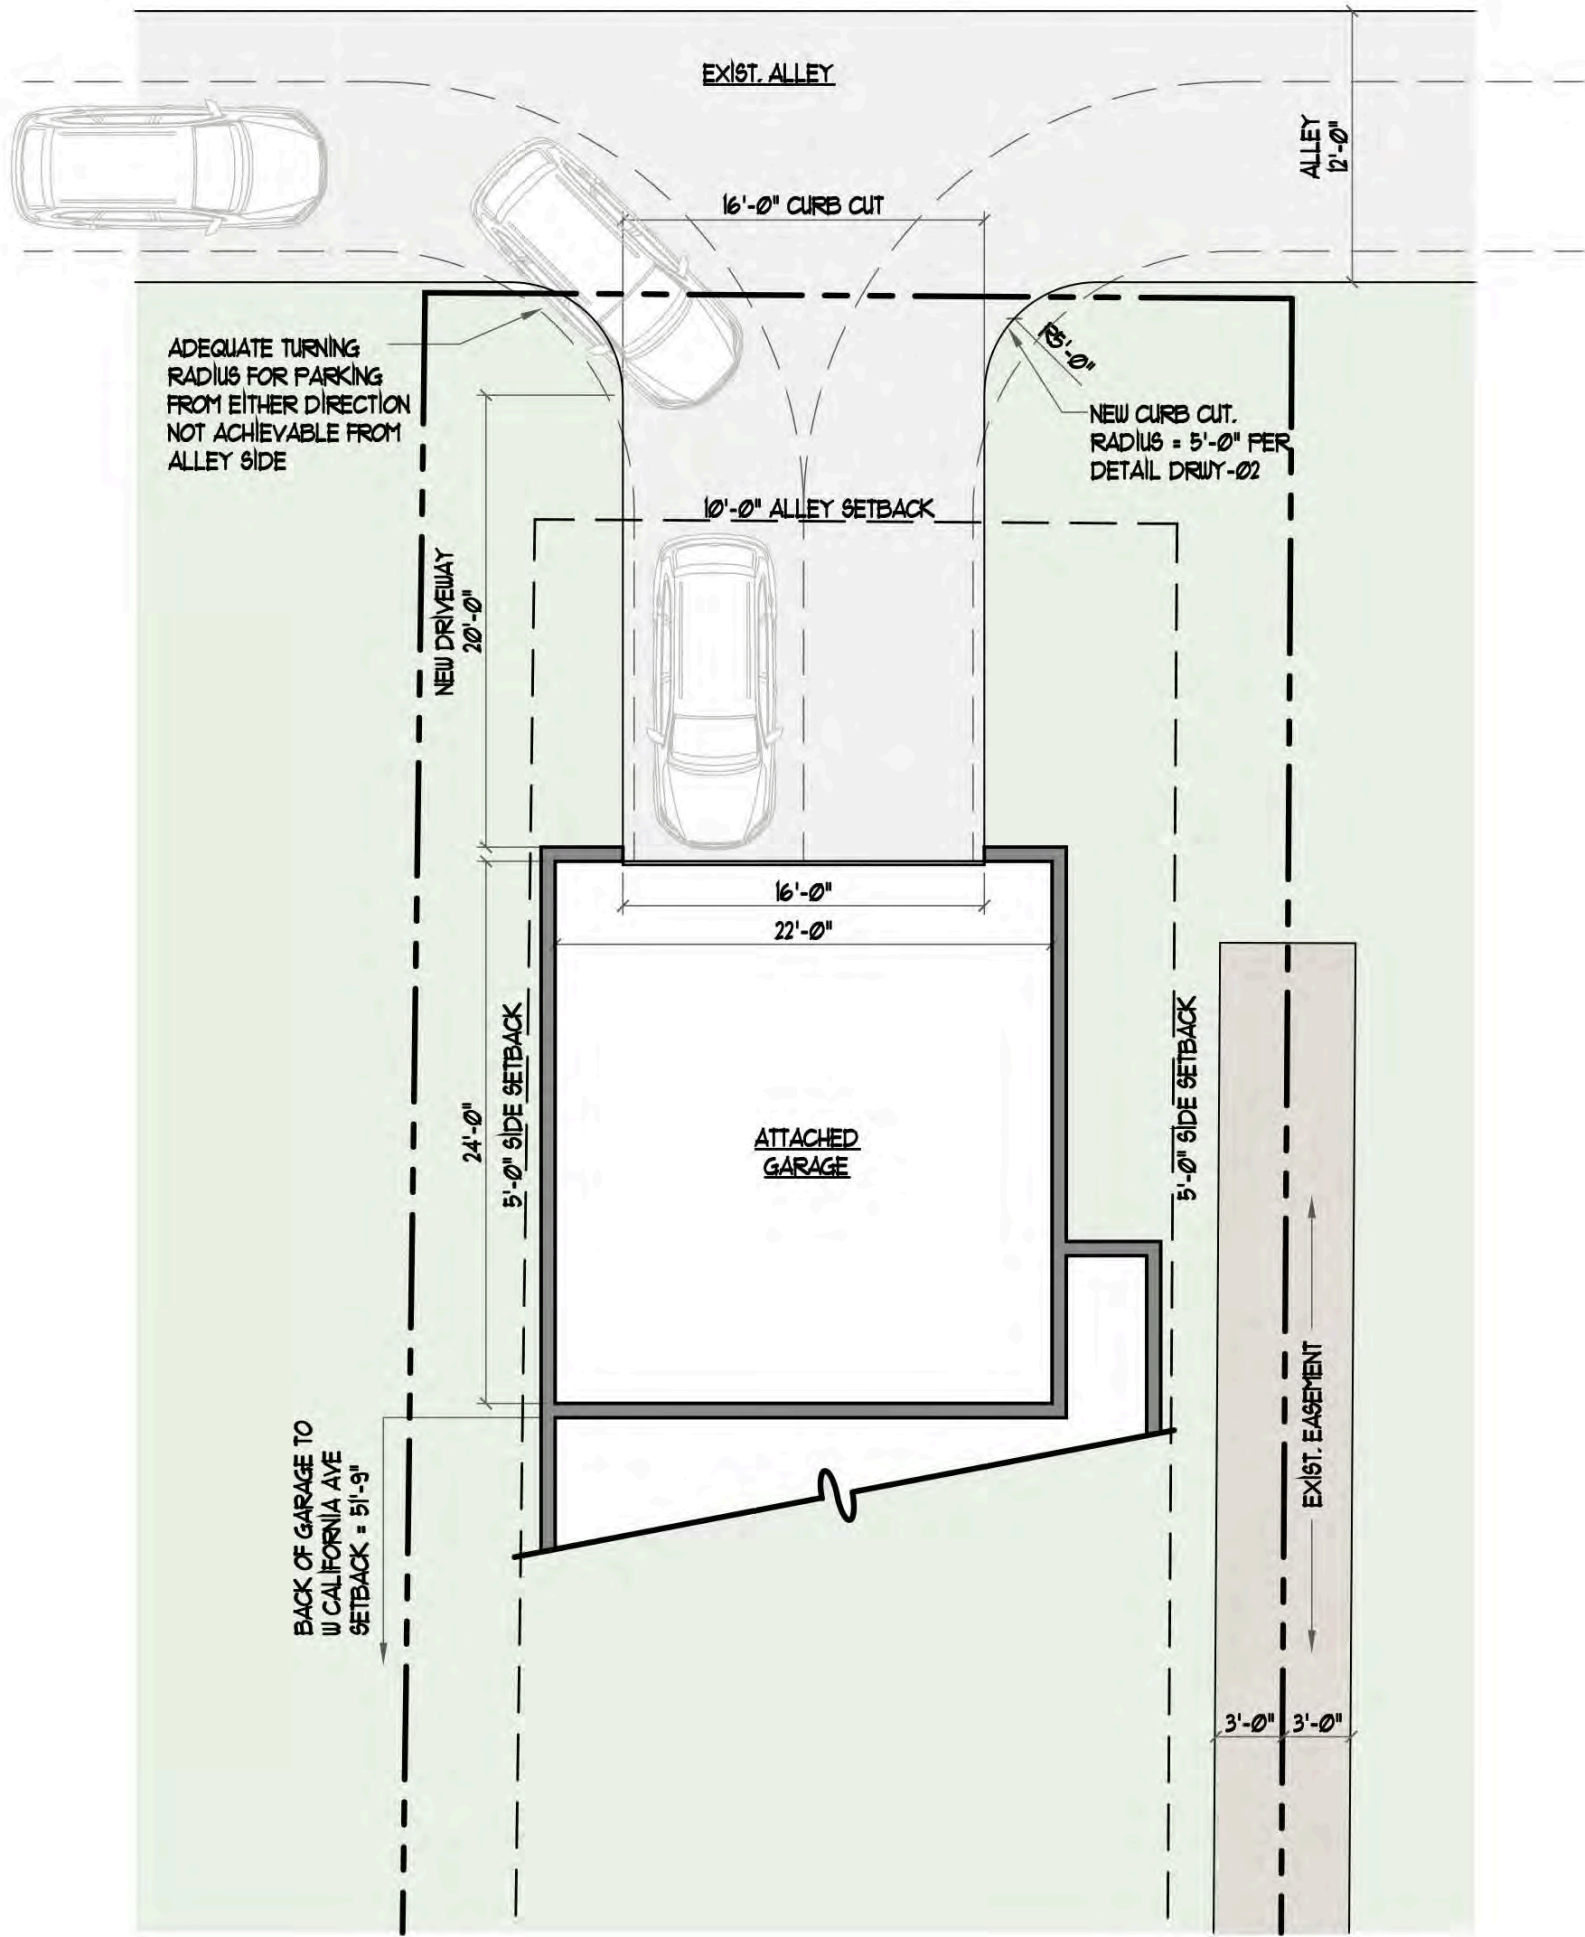 EXIST. ALLEY
ALLEY
12'-0"
16'-0" CURB CUT
R5'-0"
ADEQUATE TURNING
RADIUS FOR PARKING
FROM EITHER DIRECTION
NOT ACHIEVABLE FROM
ALLEY SIDE
NEW CURB CUT.
RADIUS = 5'-0" PER
DETAIL DRWY-02
10'-0" ALLEY SETBACK
NEW DRIVEWAY
20'-0"
16'-0"
22'-0"
5'-0" SIDE SETBACK
5'-0" SIDE SETBACK
24'-0"
ATTACHED
GARAGE
EXIST. EASEMENT
BACK OF GARAGE TO
W CALIFORNIA AVE
SETBACK = 51'-9"
3'-0"
3'-0"